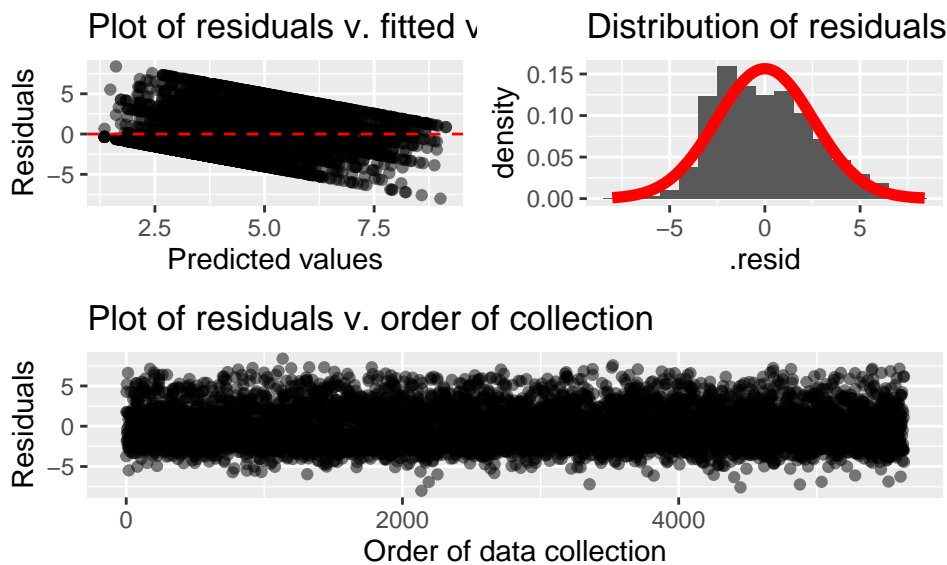 Plot of residuals v. fitted v
Residuals
5
0
−5
2.5
5.0
7.5
Predicted values
Distribution of residuals
density
0.15
0.10
0.05
0.00
−5
0
5
.resid
Plot of residuals v. order of collection
Residuals
5
0
−5
0
2000
4000
Order of data collection